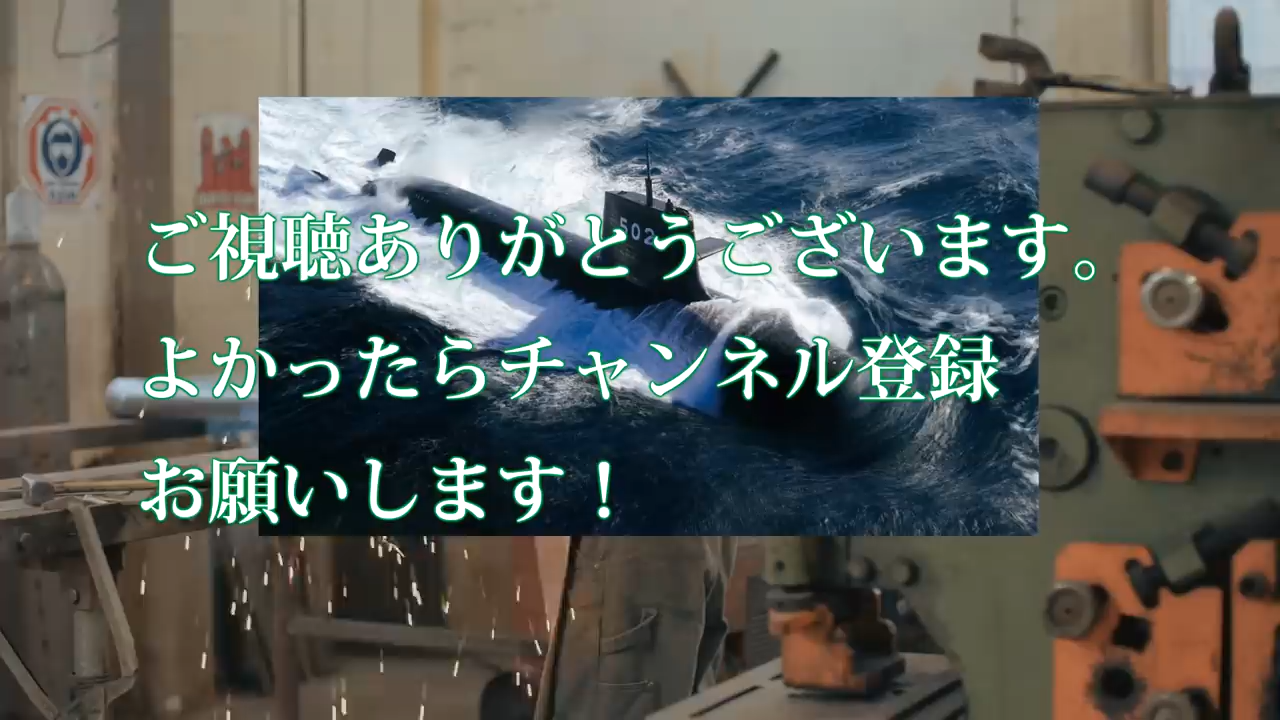 502
ご視聴ありがとうございます。
よかったらチャンネル登録
お願いします！